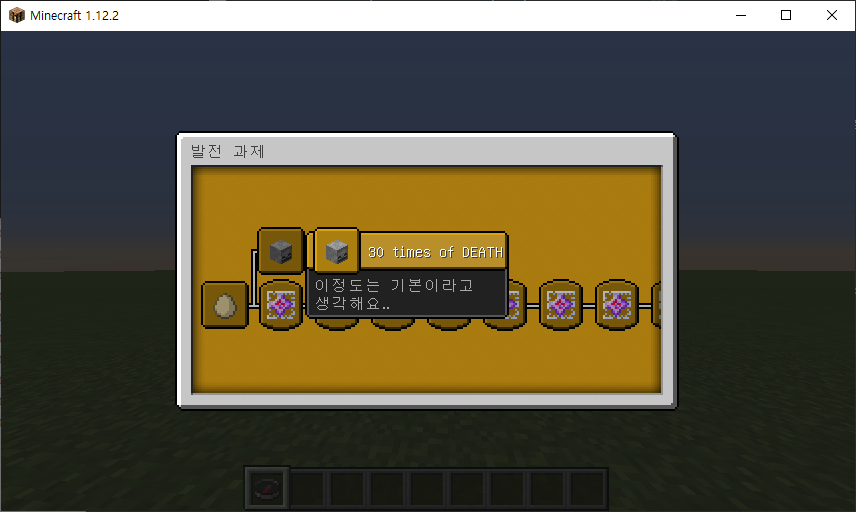 Minecraft 1.12.2
발전 과제
30 times of DEATH
이정도는 기본이라고
생각해요..